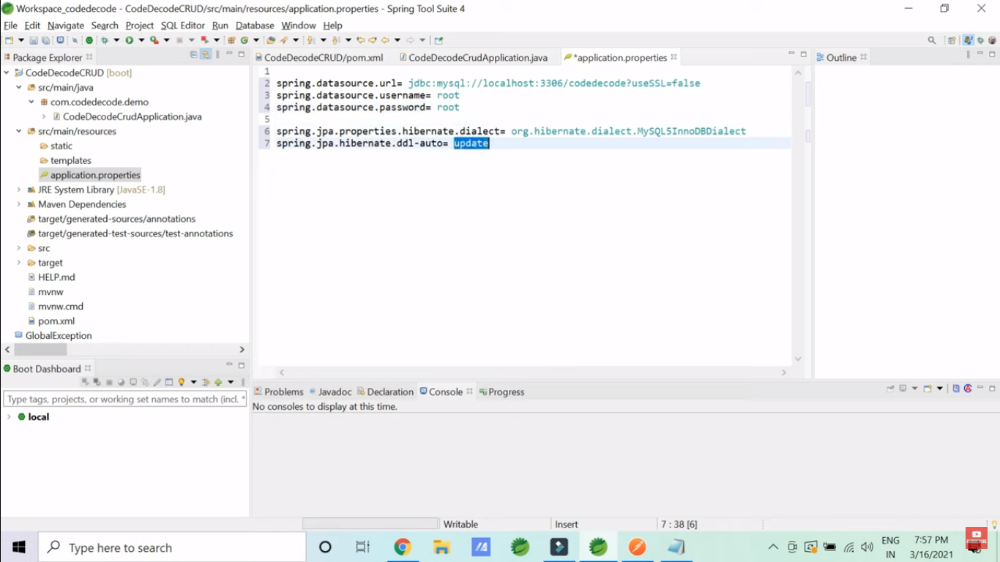 Workspace_codedecode - CodeDecodeCRUD/src/main/resources/application.properties - Spring Tool Suite 4
File Edit Navigate Search Project SQL Editor Run Database Window Help
Package Explorer
CodeDecodeCRUD [boot]
src/main/java
com.codedecode.demo
CodeDecodeCrudApplication.java
src/main/resources
static
templates
application.properties
JRE System Library [JavaSE-1.8]
Maven Dependencies
target/generated-sources/annotations
target/generated-test-sources/test-annotations
src
target
HELP.md
mvnw
mvnw.cmd
pom.xml
GlobalException
Boot Dashboard
Type tags, projects, or working set names to match (incl. *
local
CodeDecodeCRUD/pom.xml CodeDecodeCrudApplication.java *application.properties
1
2 spring.datasource.url= jdbc:mysql://localhost:3306/codedecode?useSSL=false
3 spring.datasource.username= root
4 spring.datasource.password= root
5
6 spring.jpa.properties.hibernate.dialect= org.hibernate.dialect.MySQL5InnoDBDialect
7 spring.jpa.hibernate.ddl-auto= update
Outline
Problems Javadoc Declaration Console Progress
No consoles to display at this time.
Writable Insert 7 : 38 [6]
Type here to search
ENG
IN
7:57 PM
3/16/2021